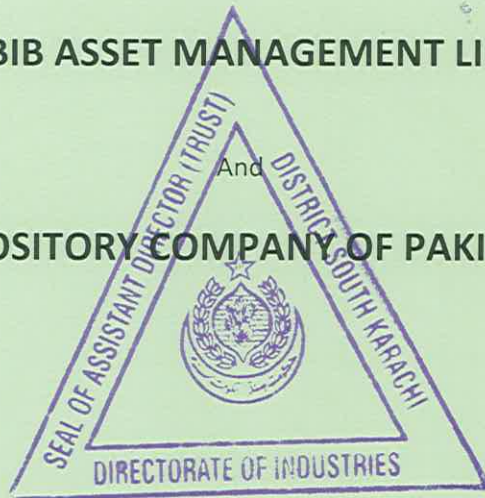 BIB ASSET MANAGEMENT LI
And
OSITORY COMPANY OF PAKI
SEAL OF ASSISTANT DIRECTOR (TRUST)
DISTRICT SOUTH KARACHI
DIRECTORATE OF INDUSTRIES